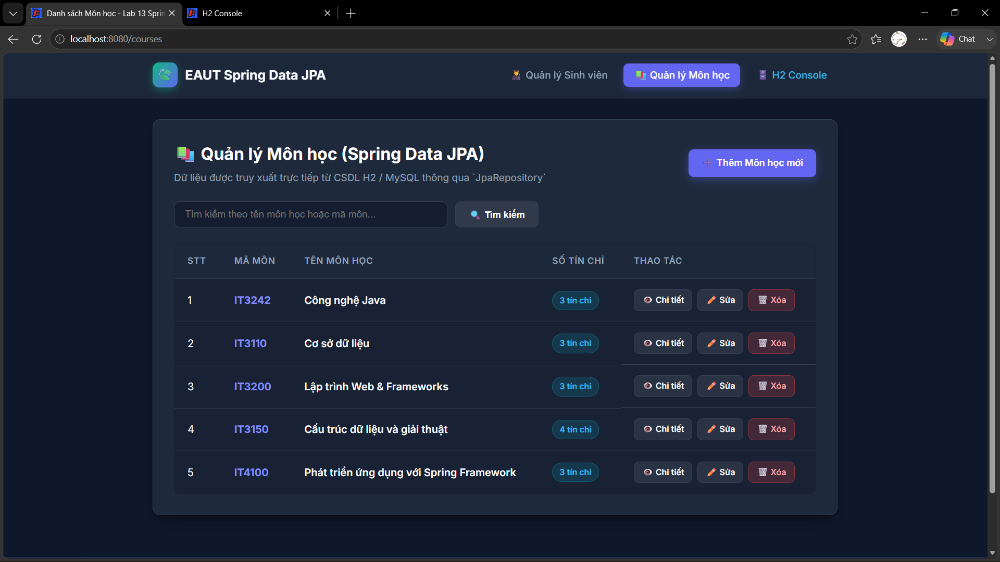 Danh sách Môn học - Lab 13 Sprin
H2 Console
localhost:8080/courses
Chat
EAUT Spring Data JPA
Quản lý Sinh viên
Quản lý Môn học
H2 Console
Quản lý Môn học (Spring Data JPA)
Dữ liệu được truy xuất trực tiếp từ CSDL H2 / MySQL thông qua `JpaRepository`
Thêm Môn học mới
Tìm kiếm theo tên môn học hoặc mã môn...
Tìm kiếm
STT MÃ MÔN TÊN MÔN HỌC SỐ TÍN CHỈ THAO TÁC
1 IT3242 Công nghệ Java 3 tín chỉ Chi tiết Sửa Xóa
2 IT3110 Cơ sở dữ liệu 3 tín chỉ Chi tiết Sửa Xóa
3 IT3200 Lập trình Web & Frameworks 3 tín chỉ Chi tiết Sửa Xóa
4 IT3150 Cấu trúc dữ liệu và giải thuật 4 tín chỉ Chi tiết Sửa Xóa
5 IT4100 Phát triển ứng dụng với Spring Framework 3 tín chỉ Chi tiết Sửa Xóa